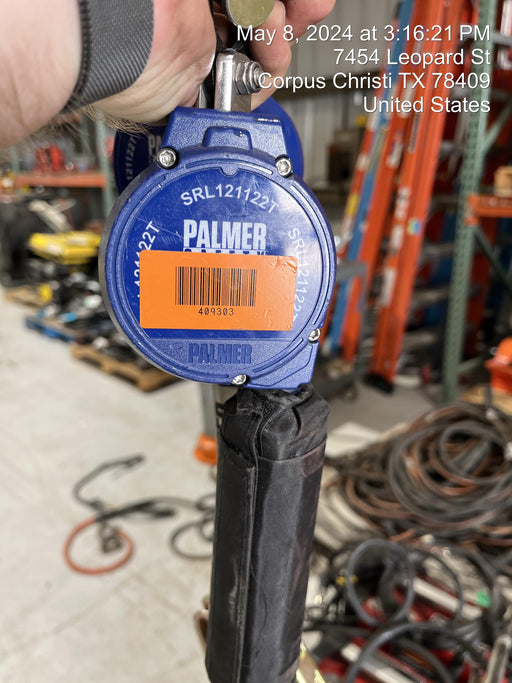 May 8, 2024 at 3:16:21 PM
7454 Leopard St
Corpus Christi TX 78409
United States
SRL121122T
SRL121122T
PALMER
409303
PALMER